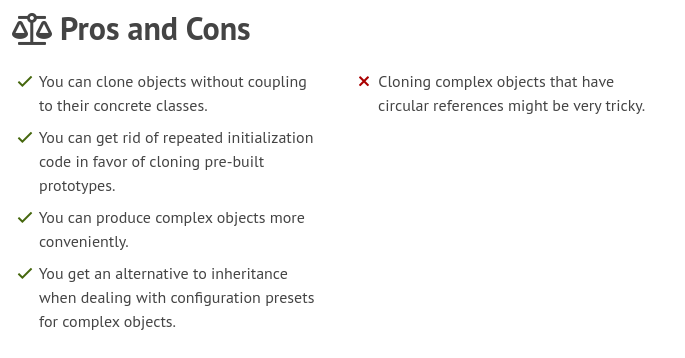 Pros and Cons
You can clone objects without coupling
to their concrete classes.
You can get rid of repeated initialization
code in favor of cloning pre-built
prototypes.
You can produce complex objects more
conveniently.
You get an alternative to inheritance
when dealing with configuration presets
for complex objects.
Cloning complex objects that have
circular references might be very tricky.